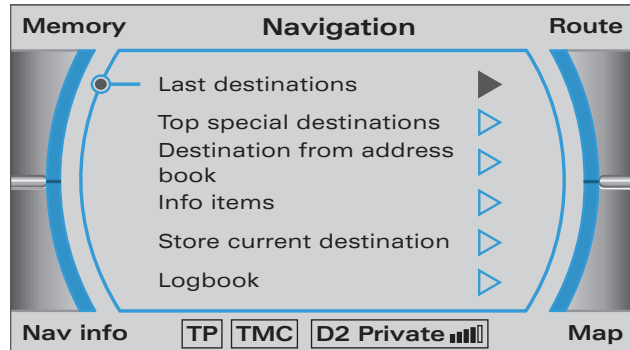 Memory
Navigation
Route
Last destinations
Top special destinations
Destination from address
book
Info items
Store current destination
Logbook
Nav info
TP
TMC
D2 Private
Map